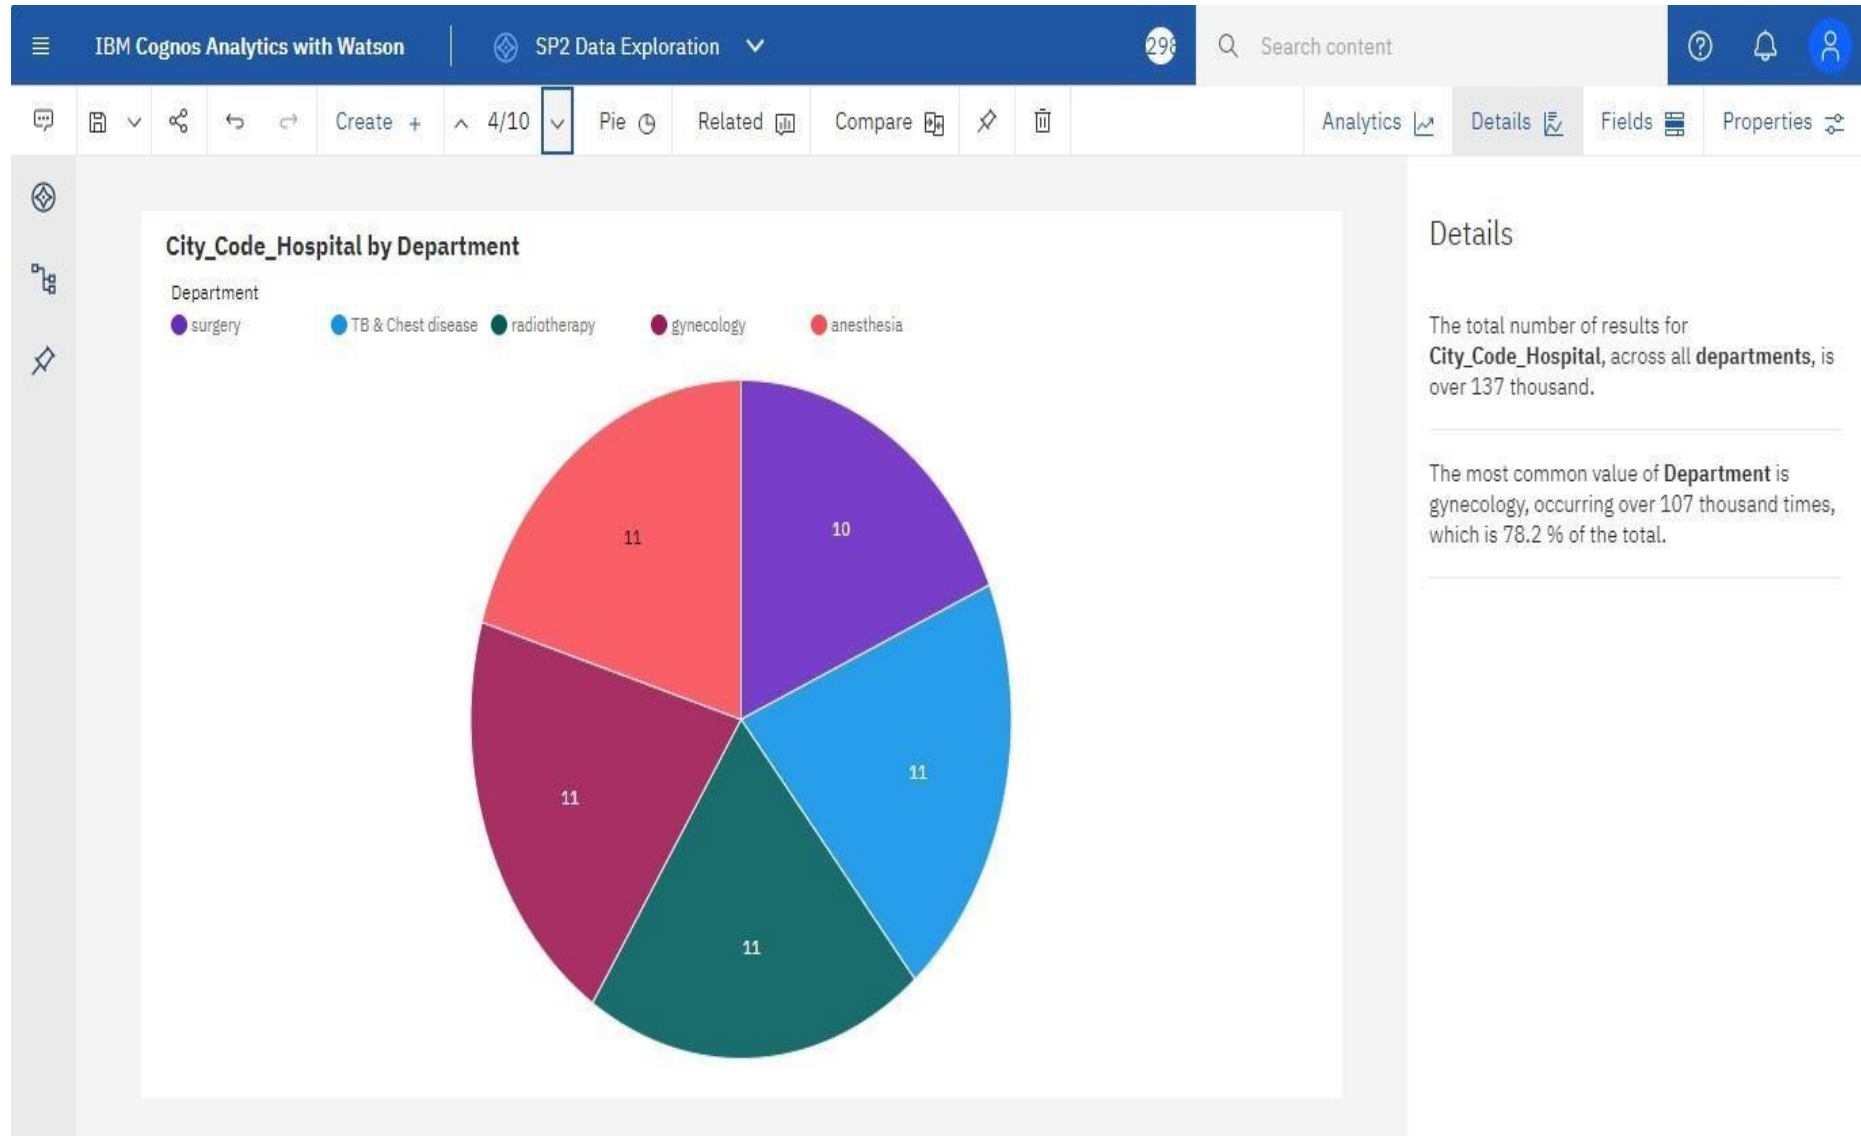 IBM Cognos Analytics with Watson
SP2 Data Exploration
298
Search content
Create +
4/10
Pie
Related
Compare
Analytics
Details
Fields
Properties
City_Code_Hospital by Department
Department
surgery
TB & Chest disease
radiotherapy
gynecology
anesthesia
11
10
11
11
11
Details
The total number of results for
City_Code_Hospital, across all departments, is
over 137 thousand.
The most common value of Department is
gynecology, occurring over 107 thousand times,
which is 78.2 % of the total.